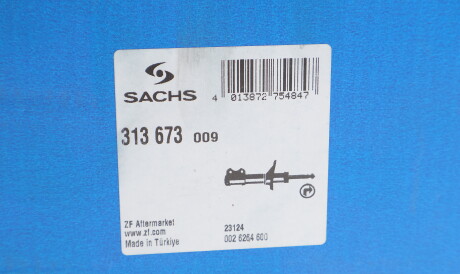 SACHS
4 013872 754847
313 673 009
ZF Aftermarket
www.zf.com
Made in Türkiye
23124
002 6264 600